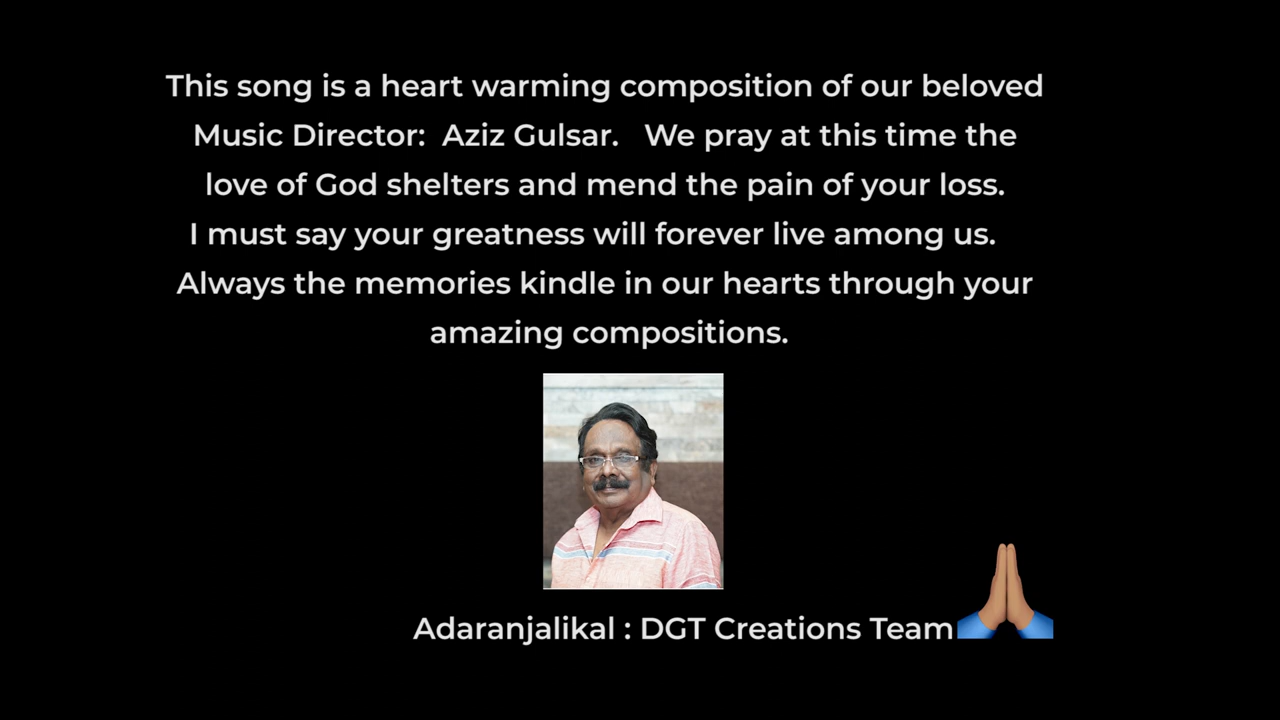 This song is a heart warming composition of our beloved
Music Director: Aziz Gulsar. We pray at this time the
love of God shelters and mend the pain of your loss.
I must say your greatness will forever live among us.
Always the memories kindle in our hearts through your
amazing compositions.
Adaranjalikal : DGT Creations Team